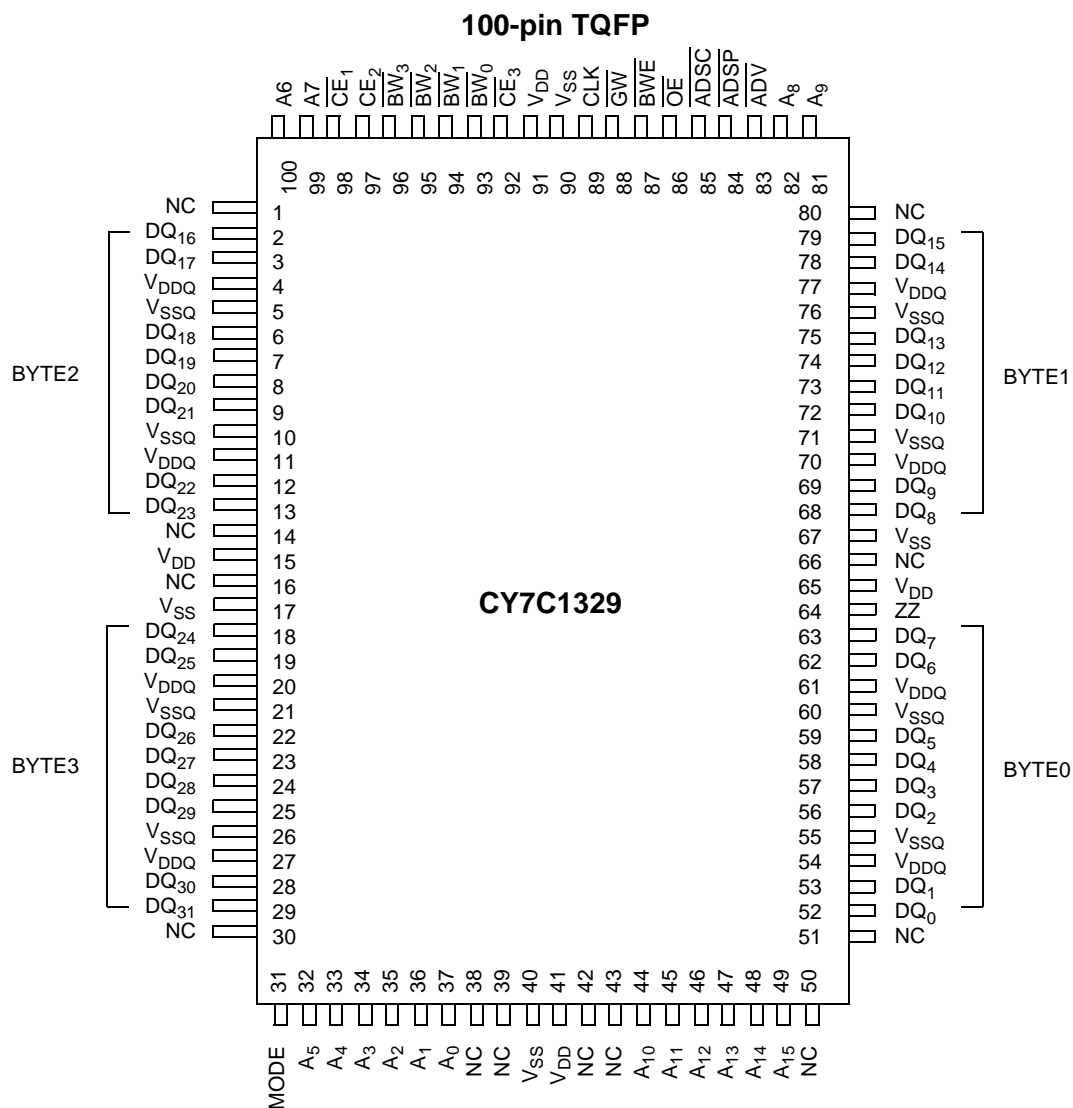 100-pin TQFP
A6 A7 CE1 CE2 BW3 BW2 BW1 BW0 CE3 VDD VSS CLK GW BWE OE ADSC ADSP ADV A8 A9
100 99 98 97 96 95 94 93 92 91 90 89 88 87 86 85 84 83 82 81
NC 1 80 NC
DQ16 2 79 DQ15
DQ17 3 78 DQ14
VDDQ 4 77 VDDQ
VSSQ 5 76 VSSQ
DQ18 6 75 DQ13
DQ19 7 74 DQ12
BYTE2 DQ20 8 73 DQ11 BYTE1
DQ21 9 72 DQ10
VSSQ 10 71 VSSQ
VDDQ 11 70 VDDQ
DQ22 12 69 DQ9
DQ23 13 68 DQ8
NC 14 67 VSS
VDD 15 66 NC
NC 16 65 VDD
VSS 17 CY7C1329 64 ZZ
DQ24 18 63 DQ7
DQ25 19 62 DQ6
VDDQ 20 61 VDDQ
VSSQ 21 60 VSSQ
DQ26 22 59 DQ5
BYTE3 DQ27 23 58 DQ4 BYTE0
DQ28 24 57 DQ3
DQ29 25 56 DQ2
VSSQ 26 55 VSSQ
VDDQ 27 54 VDDQ
DQ30 28 53 DQ1
DQ31 29 52 DQ0
NC 30 51 NC
31 32 33 34 35 36 37 38 39 40 41 42 43 44 45 46 47 48 49 50
MODE A5 A4 A3 A2 A1 A0 NC NC VSS VDD NC NC A10 A11 A12 A13 A14 A15 NC